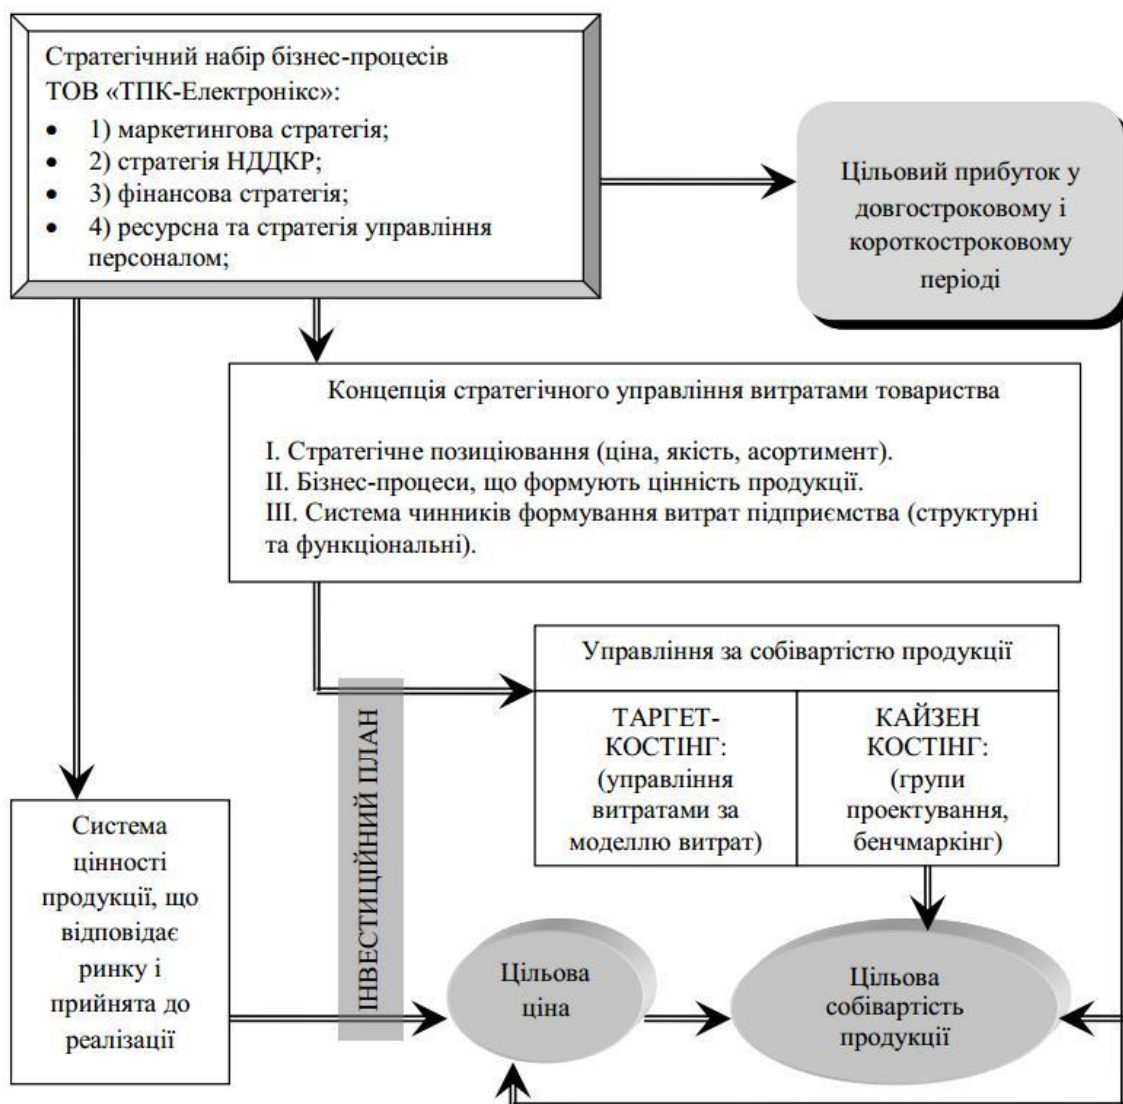 Стратегічний набір бізнес-процесів
ТОВ «ТПК-Електронікс»:
• 1) маркетингова стратегія;
• 2) стратегія НДДКР;
• 3) фінансова стратегія;
• 4) ресурсна та стратегія управління
персоналом;
Цільовий прибуток у
довгостроковому і
короткостроковому
періоді
Концепція стратегічного управління витратами товариства
I. Стратегічне позиціювання (ціна, якість, асортимент).
II. Бізнес-процеси, що формують цінність продукції.
III. Система чинників формування витрат підприємства (структурні
та функціональні).
Управління за собівартістю продукції
ТАРГЕТ-
КОСТІНГ:
(управління
витратами за
моделлю витрат)
КАЙЗЕН
КОСТІНГ:
(групи
проектування,
бенчмаркінг)
ІНВЕСТИЦІЙНИЙ ПЛАН
Система
цінності
продукції, що
відповідає
ринку і
прийнята до
реалізації
Цільова
ціна
Цільова
собівартість
продукції